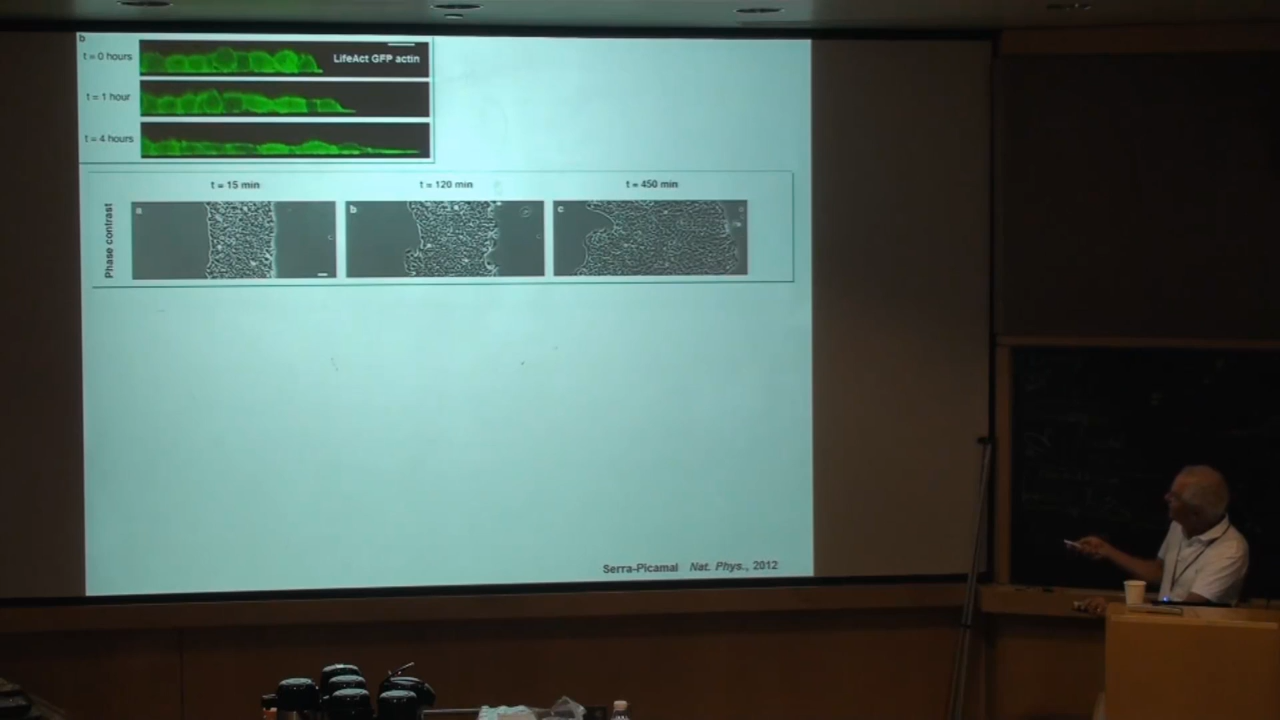 b
t = 0 hours
LifeAct GFP actin
t = 1 hour
t = 4 hours
t = 15 min
t = 120 min
t = 450 min
Phase contrast
a
b
c
Serra-Picamal Nat. Phys., 2012